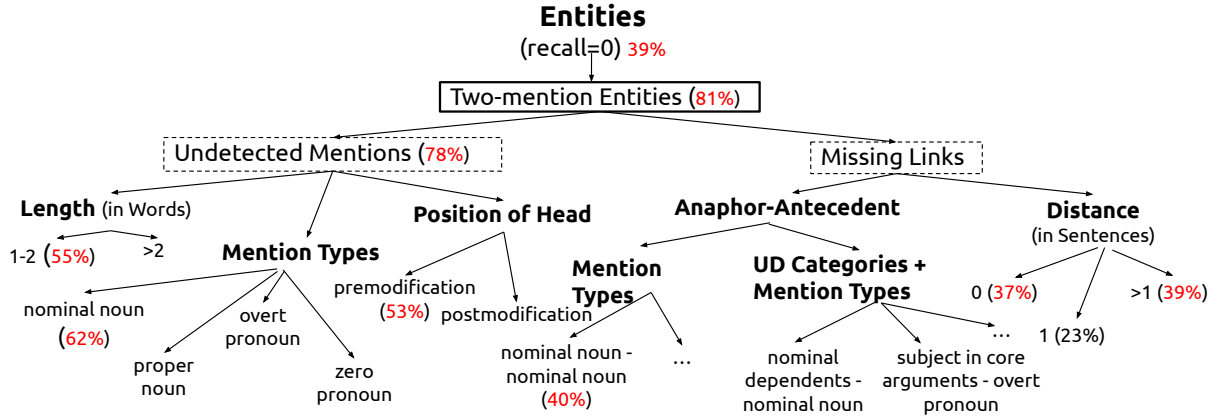 Entities
(recall=0) 39%
Two-mention Entities (81%)
Undetected Mentions (78%)
Missing Links
Length (in Words)
1-2 (55%)
>2
Mention Types
nominal noun
(62%)
proper
noun
overt
pronoun
zero
pronoun
Position of Head
premodification
(53%)
postmodification
Anaphor-Antecedent
Mention
Types
nominal noun -
nominal noun
(40%)
...
UD Categories +
Mention Types
nominal
dependents -
nominal noun
subject in core
arguments - overt
pronoun
...
Distance
(in Sentences)
0 (37%)
1 (23%)
>1 (39%)